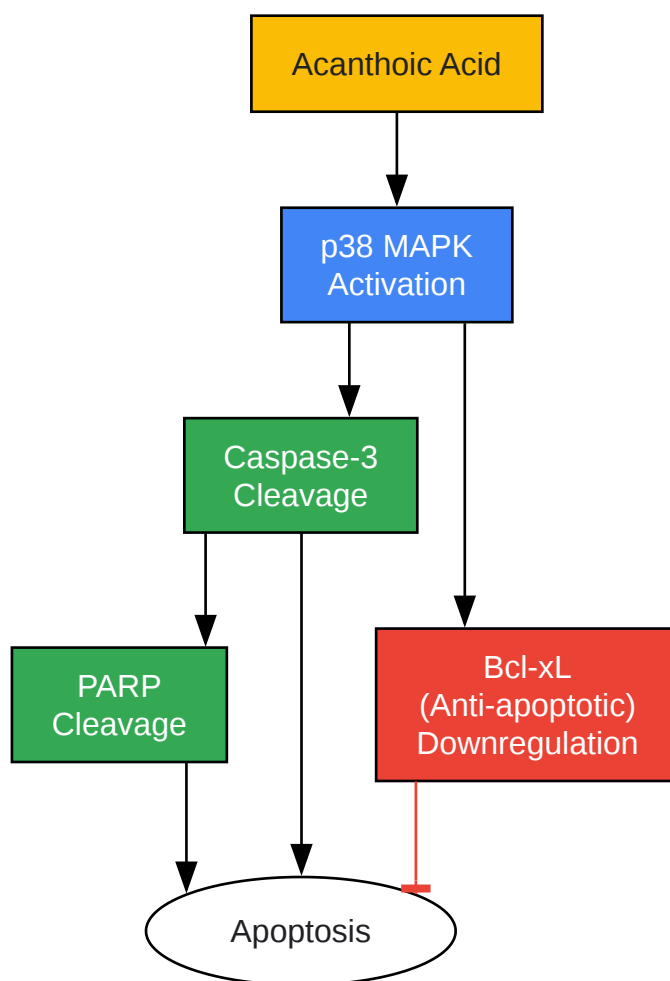 Acanthoic Acid
p38 MAPK
Activation
Caspase-3
Cleavage
PARP
Cleavage
Bcl-xL
(Anti-apoptotic)
Downregulation
Apoptosis